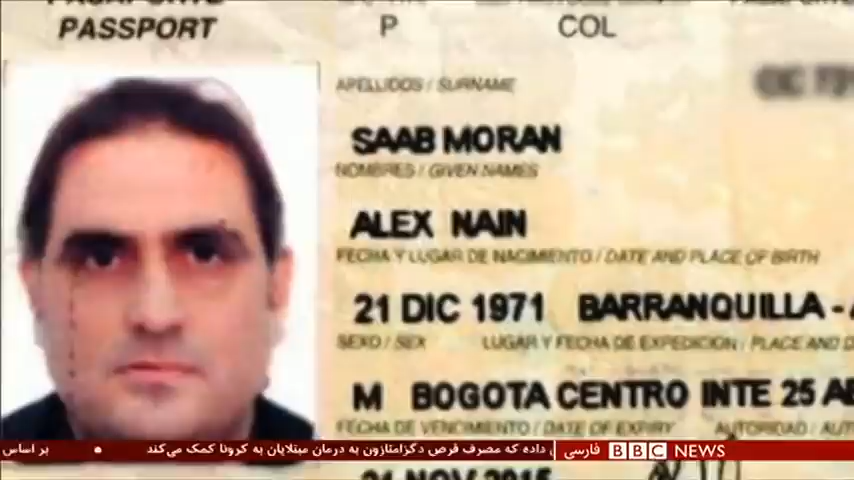 PASSPORT
P
COL
APELLIDOS / SURNAME
SAAB MORAN
NOMBRES / GIVEN NAMES
ALEX NAIN
FECHA Y LUGAR DE NACIMIENTO / DATE AND PLACE OF BIRTH
21 DIC 1971 BARRANQUILLA -
SEXO / SEX LUGAR Y FECHA DE EXPEDICION / PLACE AND
M BOGOTA CENTRO INTE 25
FECHA DE VENCIMIENTO / DATE OF EXPIRY AUTORIDAD /
21 NOV 2015
BBC NEWS فارسی
داده که مصرف قرص دگزامتازون به درمان مبتلایان به کرونا کمک می‌کند • بر اساس